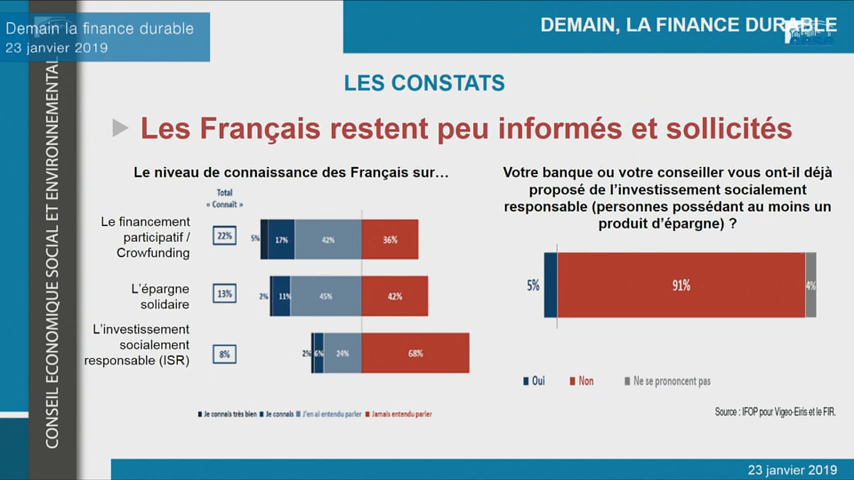 Demain la finance durable
23 janvier 2019
DEMAIN, LA FINANCE DURABLE
CONSEIL ECONOMIQUE SOCIAL ET ENVIRONNEMENTAL
LES CONSTATS
Les Français restent peu informés et sollicités
Le niveau de connaissance des Français sur…
Total
« Connaît »
Le financement
participatif /
Crowfunding
22%
5%
17%
42%
36%
L'épargne
solidaire
13%
2%
11%
45%
42%
L'investissement
socialement
responsable (ISR)
8%
2%
6%
24%
68%
Je connais très bien
Je connais
J'en ai entendu parler
Jamais entendu parler
Votre banque ou votre conseiller vous ont-il déjà
proposé de l'investissement socialement
responsable (personnes possédant au moins un
produit d'épargne) ?
5%
91%
4%
Oui
Non
Ne se prononcent pas
Source : IFOP pour Vigeo-Eiris et le FIR.
23 janvier 2019